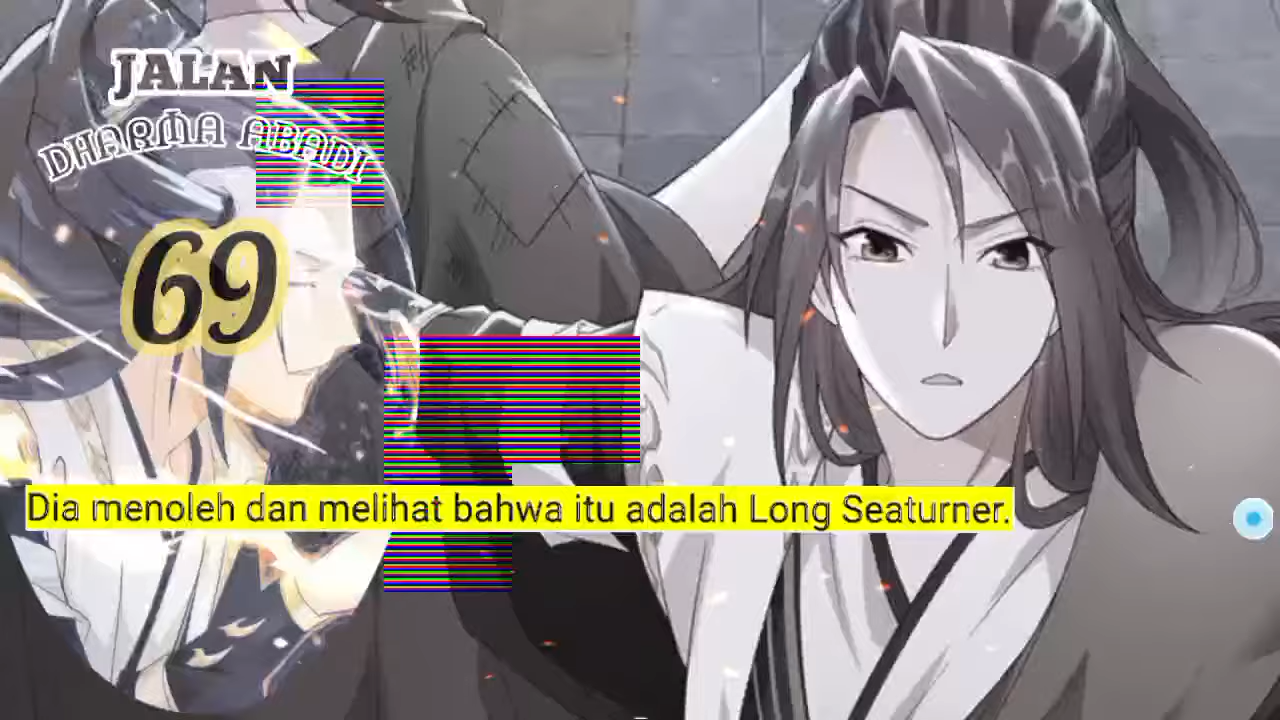 JALAN
DHARMA ABADI
69
Dia menoleh dan melihat bahwa itu adalah Long Seaturner.